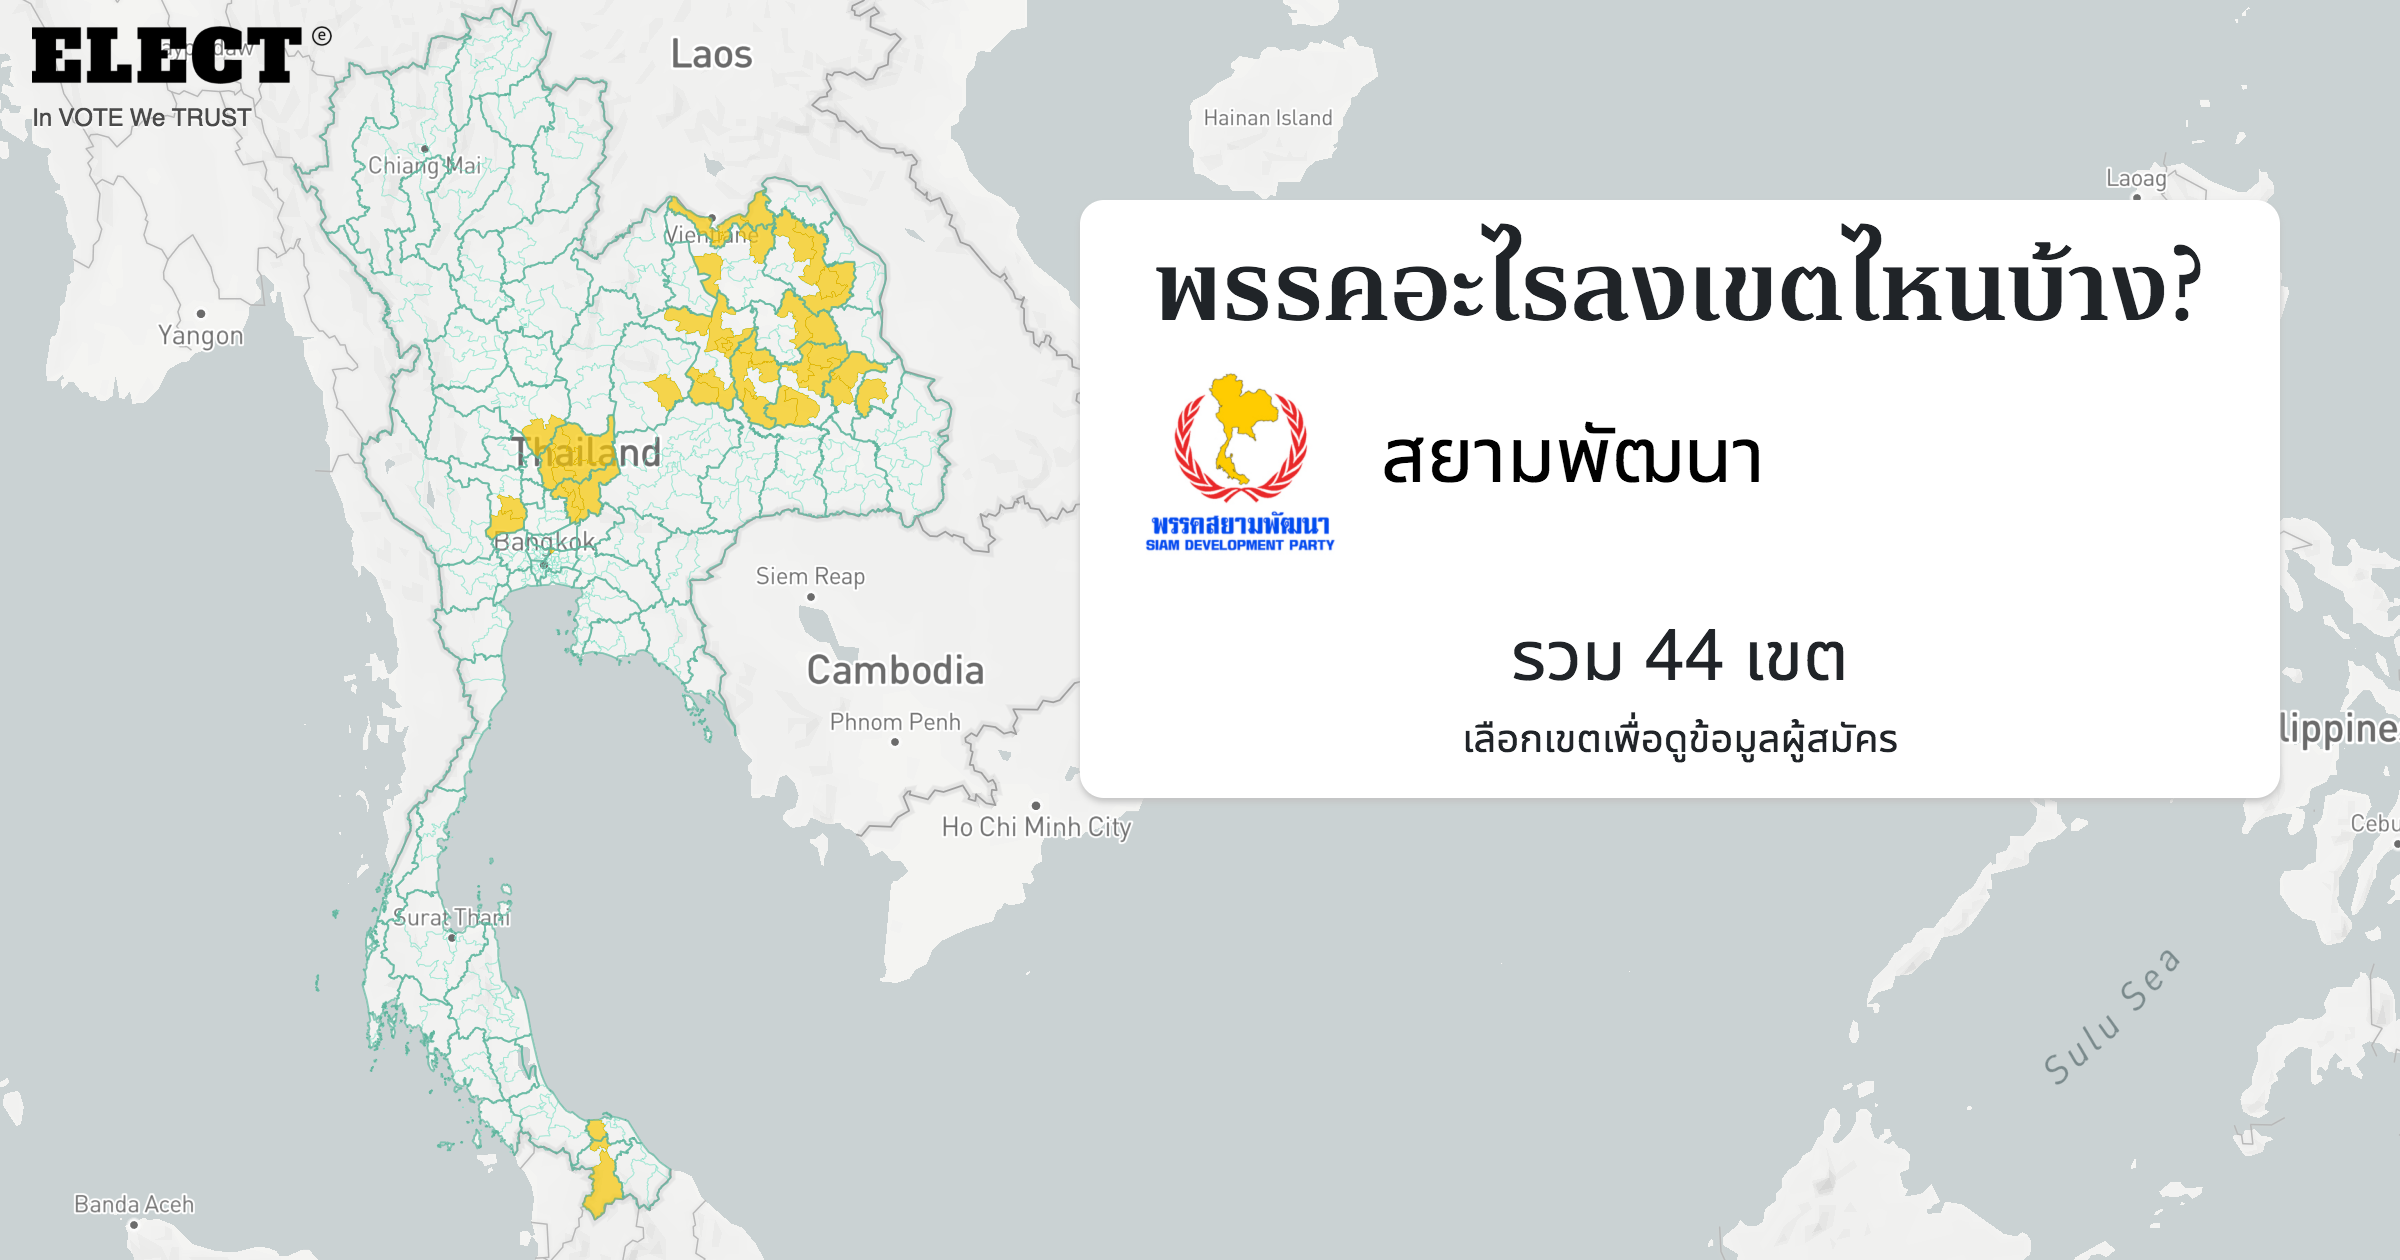 ELECT ⓔ
In VOTE We TRUST
Laos
Hainan Island
Laoag
Chiang Mai
Vientiane
Yangon
พรรคอะไรลงเขตไหนบ้าง?
สยามพัฒนา
พรรคสยามพัฒนา
SIAM DEVELOPMENT PARTY
รวม 44 เขต
เลือกเขตเพื่อดูข้อมูลผู้สมัคร
Thailand
Bangkok
Siem Reap
Cambodia
Phnom Penh
Ho Chi Minh City
Surat Thani
Sulu Sea
Banda Aceh